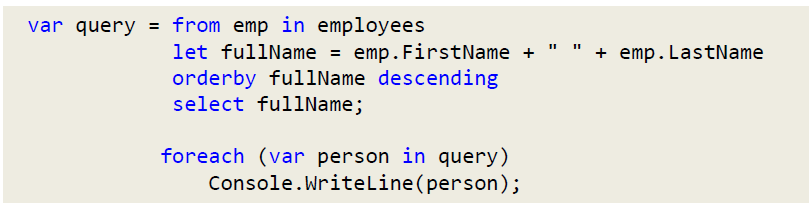 var query = from emp in employees
let fullName = emp.FirstName + " " + emp.LastName
orderby fullName descending
select fullName;
foreach (var person in query)
Console.WriteLine(person);